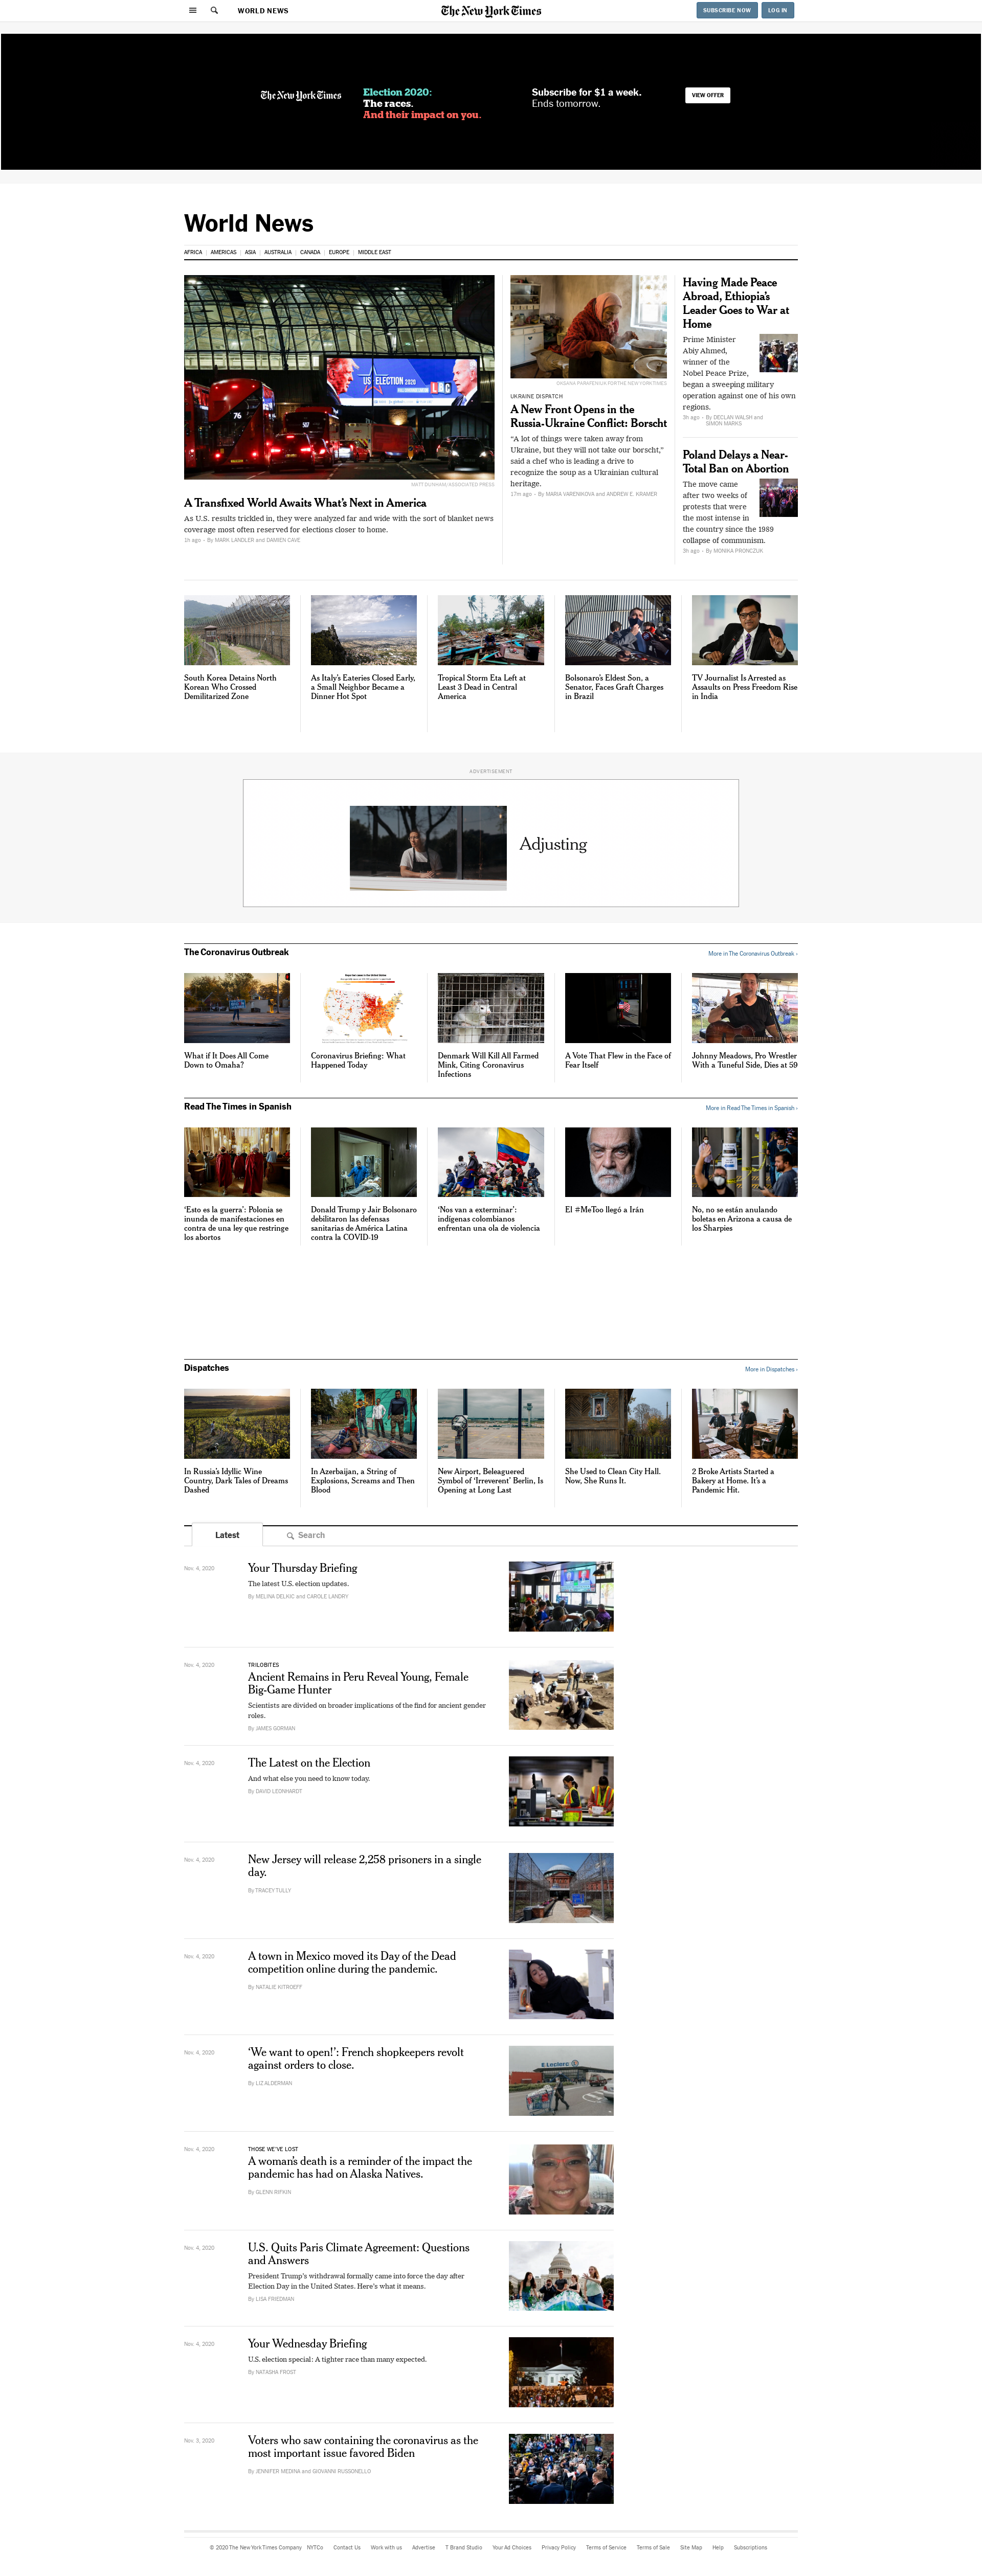 WORLD NEWS
The New York Times
SUBSCRIBE NOW
LOG IN
The New York Times
Election 2020:
The races.
And their impact on you.
Subscribe for $1 a week.
Ends tomorrow.
VIEW OFFER
World News
AFRICA
AMERICAS
ASIA
AUSTRALIA
CANADA
EUROPE
MIDDLE EAST
US ELECTION 2020
76
MATT DUNHAM/ASSOCIATED PRESS
A Transfixed World Awaits What's Next in America
As U.S. results trickled in, they were analyzed far and wide with the sort of blanket news
coverage most often reserved for elections closer to home.
1h ago - By MARK LANDLER and DAMIEN CAVE
OKSANA PARAFENIUK FOR THE NEW YORK TIMES
UKRAINE DISPATCH
A New Front Opens in the
Russia-Ukraine Conflict: Borscht
“A lot of things were taken away from
Ukraine, but they will not take our borscht,”
said a chef who is leading a drive to
recognize the soup as a Ukrainian cultural
heritage.
17m ago - By MARIA VARENIKOVA and ANDREW E. KRAMER
Having Made Peace
Abroad, Ethiopia's
Leader Goes to War at
Home
Prime Minister
Abiy Ahmed,
winner of the
Nobel Peace Prize,
began a sweeping military
operation against one of his own
regions.
3h ago - By DECLAN WALSH and
SIMON MARKS
Poland Delays a Near-
Total Ban on Abortion
The move came
after two weeks of
protests that were
the most intense in
the country since the 1989
collapse of communism.
3h ago - By MONIKA PRONCZUK
South Korea Detains North
Korean Who Crossed
Demilitarized Zone
As Italy's Eateries Closed Early,
a Small Neighbor Became a
Dinner Hot Spot
Tropical Storm Eta Left at
Least 3 Dead in Central
America
Bolsonaro's Eldest Son, a
Senator, Faces Graft Charges
in Brazil
TV Journalist Is Arrested as
Assaults on Press Freedom Rise
in India
ADVERTISEMENT
Adjusting
The Coronavirus Outbreak
More in The Coronavirus Outbreak ›
What if It Does All Come
Down to Omaha?
Coronavirus Briefing: What
Happened Today
Denmark Will Kill All Farmed
Mink, Citing Coronavirus
Infections
A Vote That Flew in the Face of
Fear Itself
Johnny Meadows, Pro Wrestler
With a Tuneful Side, Dies at 59
Read The Times in Spanish
More in Read The Times in Spanish ›
‘Esto es la guerra’: Polonia se
inunda de manifestaciones en
contra de una ley que restringe
los abortos
Donald Trump y Jair Bolsonaro
debilitaron las defensas
sanitarias de América Latina
contra la COVID-19
‘Nos van a exterminar’:
indígenas colombianos
enfrentan una ola de violencia
El #MeToo llegó a Irán
No, no se están anulando
boletas en Arizona a causa de
los Sharpies
Dispatches
More in Dispatches ›
In Russia's Idyllic Wine
Country, Dark Tales of Dreams
Dashed
In Azerbaijan, a String of
Explosions, Screams and Then
Blood
New Airport, Beleaguered
Symbol of ‘Irreverent’ Berlin, Is
Opening at Long Last
She Used to Clean City Hall.
Now, She Runs It.
2 Broke Artists Started a
Bakery at Home. It's a
Pandemic Hit.
Latest
Search
Nov. 4, 2020
Your Thursday Briefing
The latest U.S. election updates.
By MELINA DELKIC and CAROLE LANDRY
Nov. 4, 2020
TRILOBITES
Ancient Remains in Peru Reveal Young, Female
Big-Game Hunter
Scientists are divided on broader implications of the find for ancient gender
roles.
By JAMES GORMAN
Nov. 4, 2020
The Latest on the Election
And what else you need to know today.
By DAVID LEONHARDT
Nov. 4, 2020
New Jersey will release 2,258 prisoners in a single
day.
By TRACEY TULLY
Nov. 4, 2020
A town in Mexico moved its Day of the Dead
competition online during the pandemic.
By NATALIE KITROEFF
Nov. 4, 2020
‘We want to open!’: French shopkeepers revolt
against orders to close.
By LIZ ALDERMAN
E.Leclerc
Nov. 4, 2020
THOSE WE'VE LOST
A woman's death is a reminder of the impact the
pandemic has had on Alaska Natives.
By GLENN RIFKIN
Nov. 4, 2020
U.S. Quits Paris Climate Agreement: Questions
and Answers
President Trump's withdrawal formally came into force the day after
Election Day in the United States. Here's what it means.
By LISA FRIEDMAN
Nov. 4, 2020
Your Wednesday Briefing
U.S. election special: A tighter race than many expected.
By NATASHA FROST
Nov. 3, 2020
Voters who saw containing the coronavirus as the
most important issue favored Biden
By JENNIFER MEDINA and GIOVANNI RUSSONELLO
© 2020 The New York Times Company
NYTCo
Contact Us
Work with us
Advertise
T Brand Studio
Your Ad Choices
Privacy Policy
Terms of Service
Terms of Sale
Site Map
Help
Subscriptions